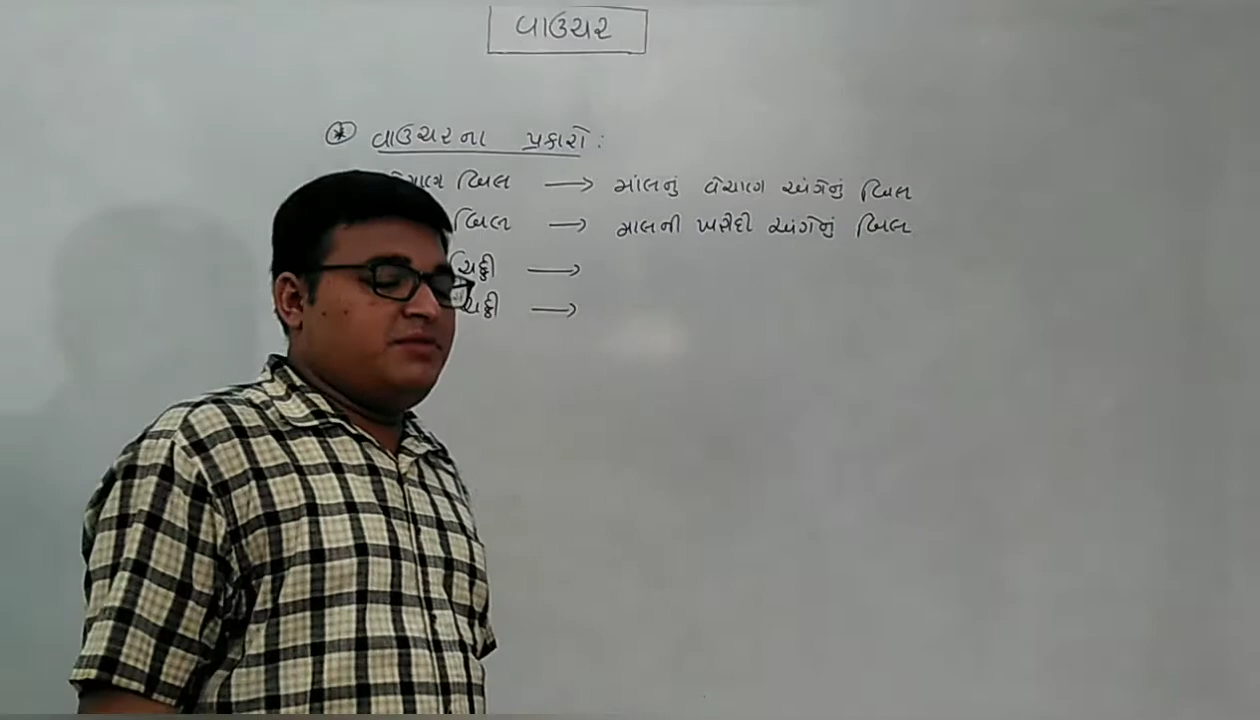 વાઉચર
* વાઉચરના પ્રકારો :
વેચાણ બિલ → માંલનું વેચાણ અંગેનું બિલ
બિલ → માલની ખરીદી અંગેનું બિલ
ચિઠ્ઠી →
ચિઠ્ઠી →